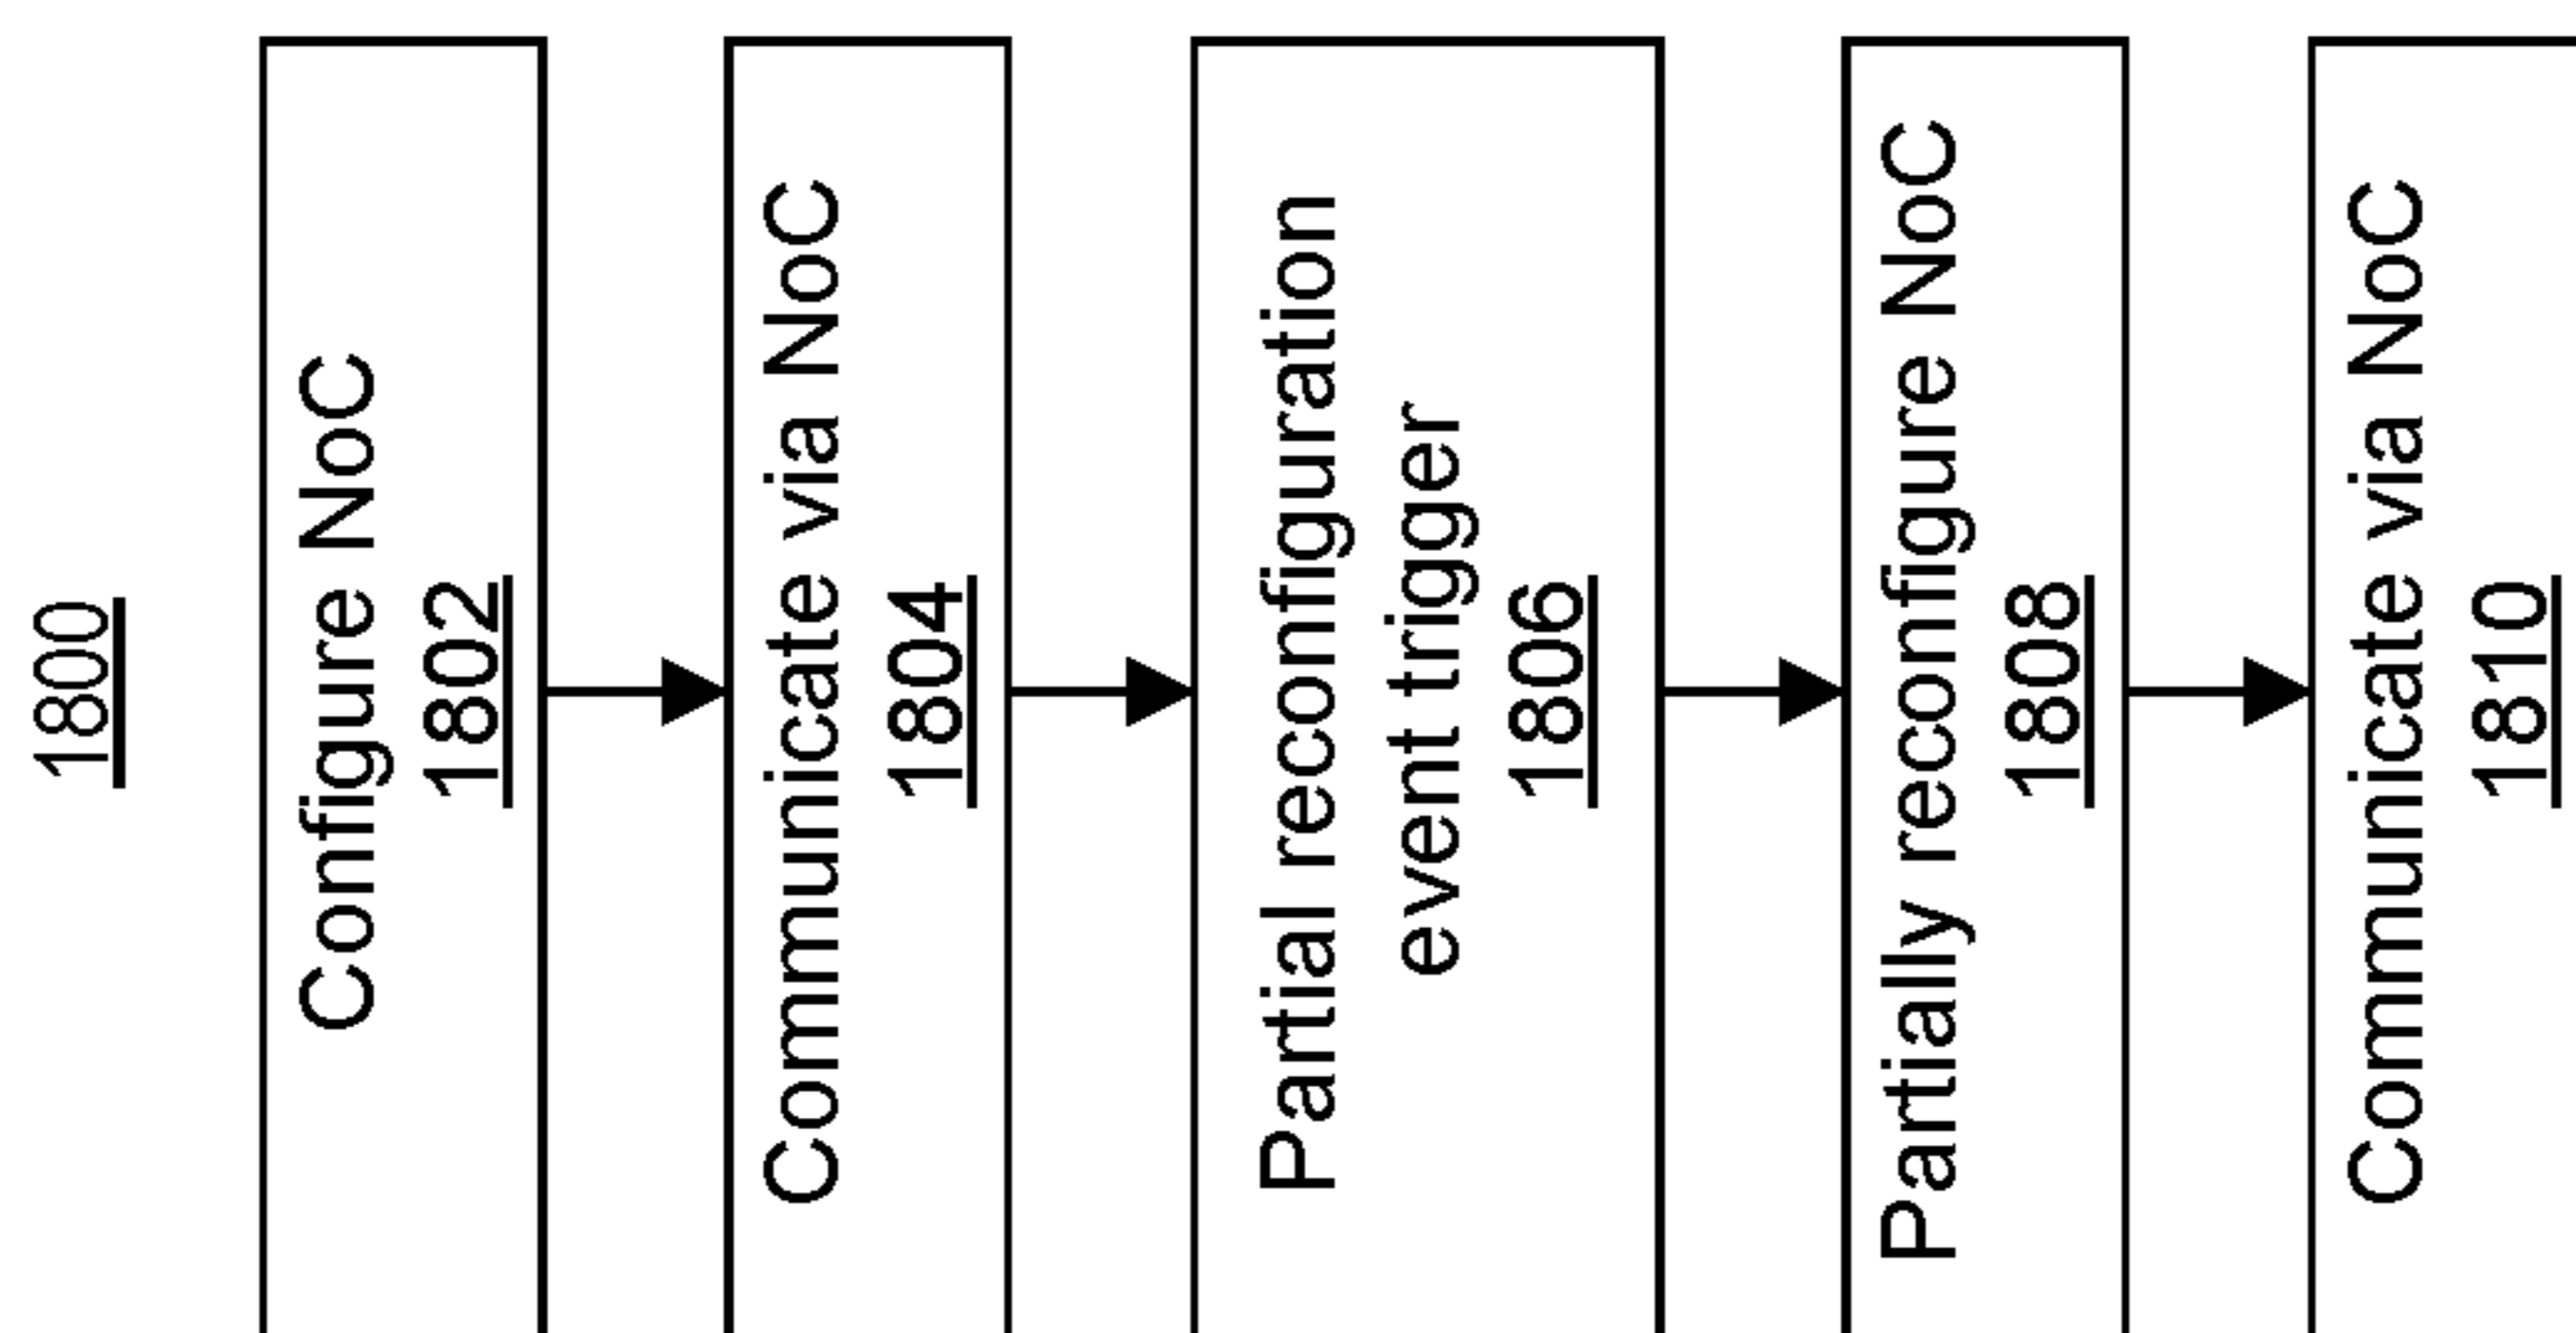 1800
Configure NoC
1802
Communicate via NoC
1804
Partial reconfiguration
event trigger
1806
Partially reconfigure NoC
1808
Communicate via NoC
1810